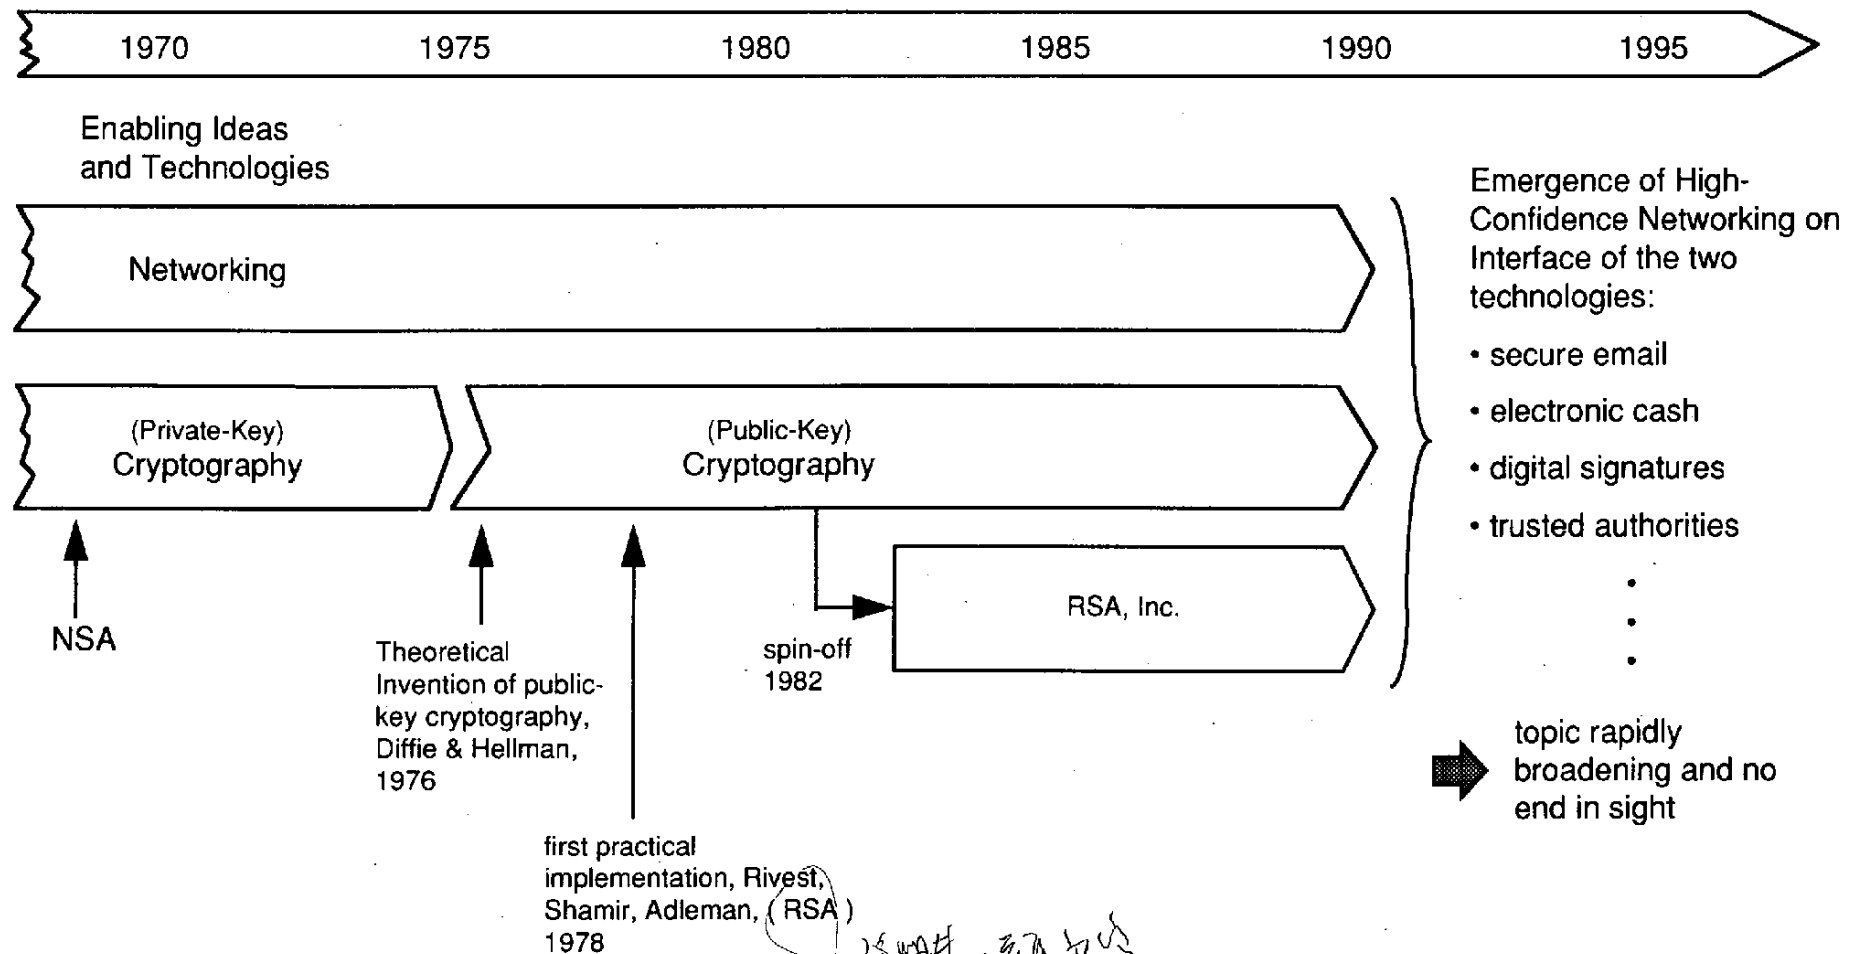 1970 1975 1980 1985 1990 1995
Enabling Ideas
and Technologies
Networking
(Private-Key)
Cryptography
(Public-Key)
Cryptography
RSA, Inc.
NSA
spin-off
1982
Theoretical
Invention of public-
key cryptography,
Diffie & Hellman,
1976
first practical
implementation, Rivest,
Shamir, Adleman, (RSA)
1978
Emergence of High-
Confidence Networking on
Interface of the two
technologies:
• secure email
• electronic cash
• digital signatures
• trusted authorities
topic rapidly
broadening and no
end in sight